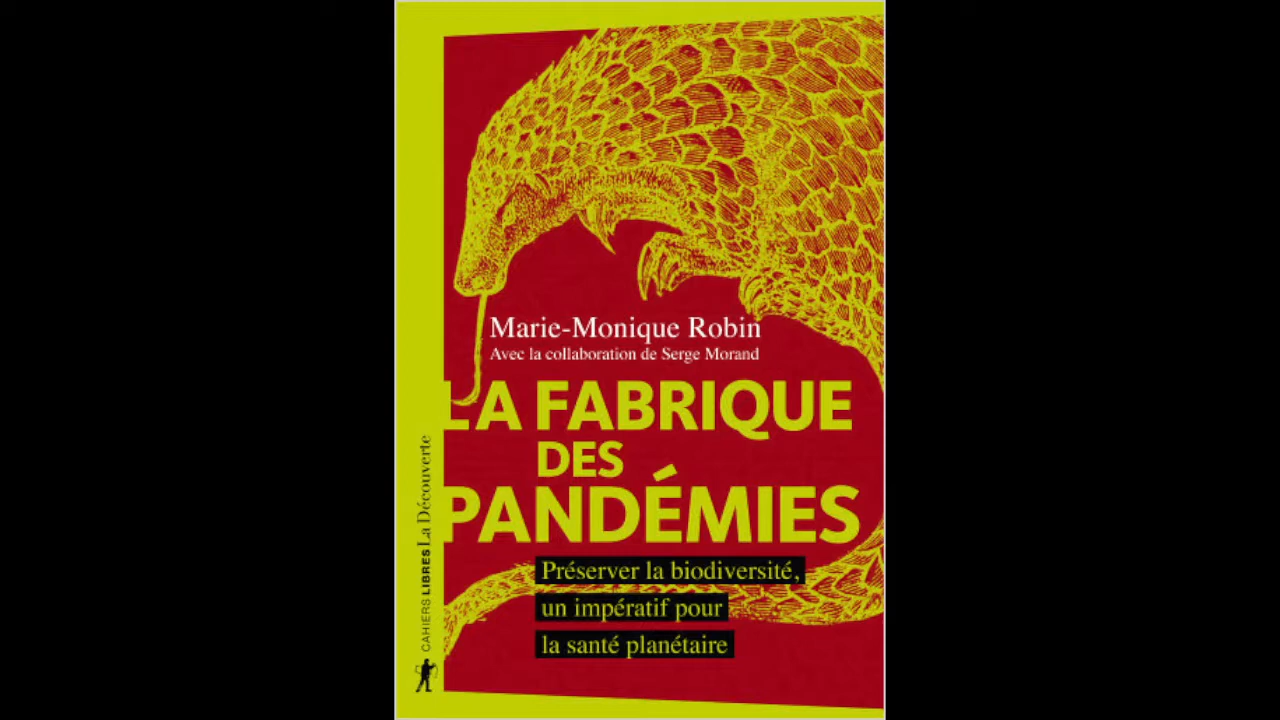 Marie-Monique Robin
Avec la collaboration de Serge Morand
LA FABRIQUE
DES
PANDÉMIES
Préserver la biodiversité,
un impératif pour
la santé planétaire
CAHIERS LIBRES La Découverte